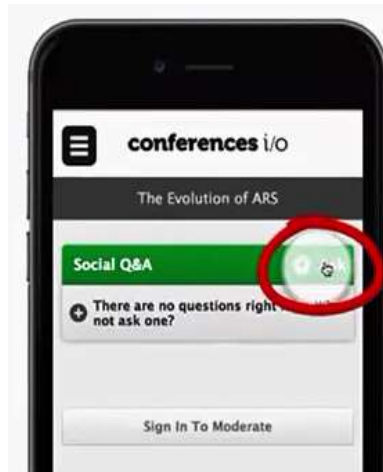 conferences i/o
The Evolution of ARS
Social Q&A
There are no questions right
not ask one?
Sign In To Moderate